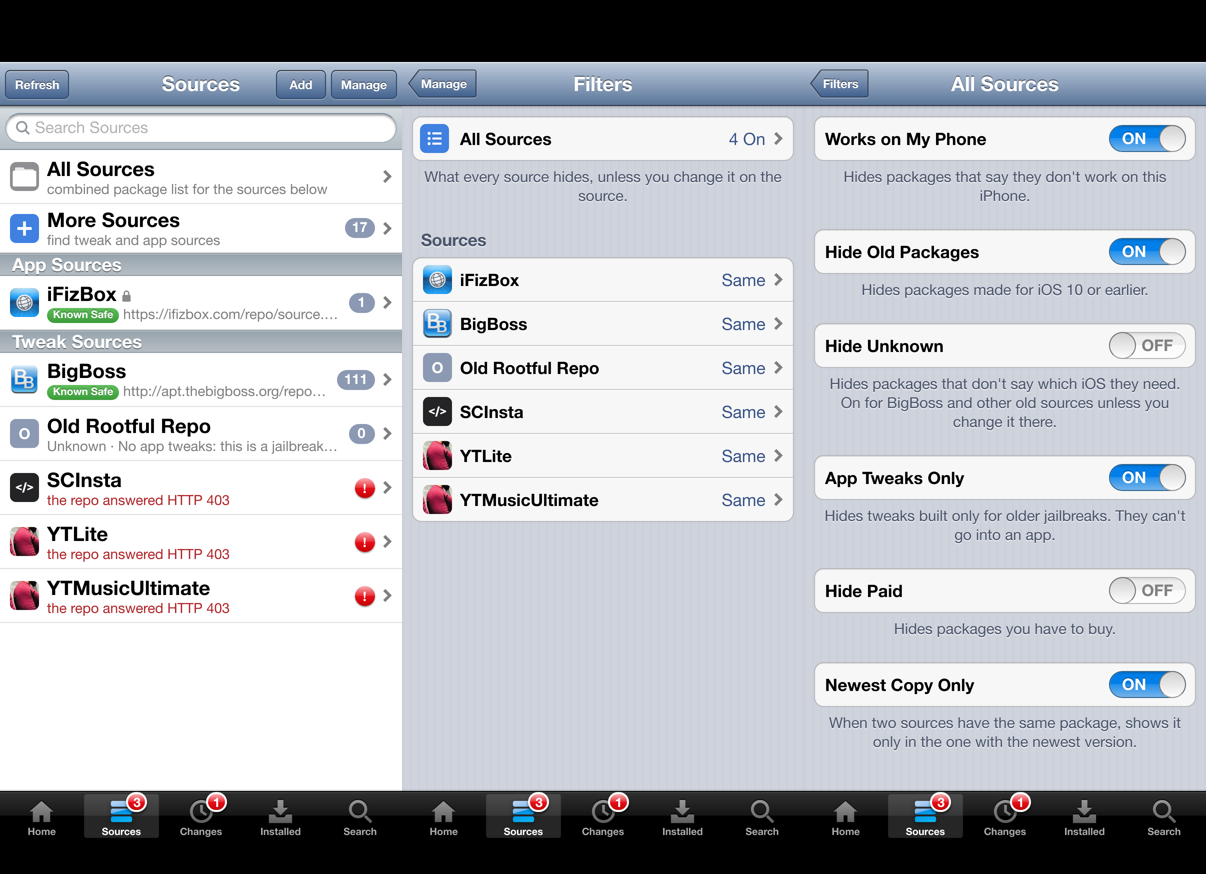 Refresh
Sources
Add
Manage
Search Sources
All Sources
combined package list for the sources below
More Sources
find tweak and app sources
17
App Sources
iFizBox
Known Safe https://ifizbox.com/repo/source....
1
Tweak Sources
BigBoss
Known Safe http://apt.thebigboss.org/repo...
111
O
Old Rootful Repo
Unknown · No app tweaks: this is a jailbreak...
0
</>
SCInsta
the repo answered HTTP 403
!
YTLite
the repo answered HTTP 403
!
YTMusicUltimate
the repo answered HTTP 403
!
Home
Sources
3
Changes
1
Installed
Search
Manage
Filters
All Sources
4 On
What every source hides, unless you change it on the
source.
Sources
iFizBox
Same
BigBoss
Same
O
Old Rootful Repo
Same
</>
SCInsta
Same
YTLite
Same
YTMusicUltimate
Same
Home
Sources
3
Changes
1
Installed
Search
Filters
All Sources
Works on My Phone
ON
Hides packages that say they don't work on this
iPhone.
Hide Old Packages
ON
Hides packages made for iOS 10 or earlier.
Hide Unknown
OFF
Hides packages that don't say which iOS they need.
On for BigBoss and other old sources unless you
change it there.
App Tweaks Only
ON
Hides tweaks built only for older jailbreaks. They can't
go into an app.
Hide Paid
OFF
Hides packages you have to buy.
Newest Copy Only
ON
When two sources have the same package, shows it
only in the one with the newest version.
Home
Sources
3
Changes
1
Installed
Search